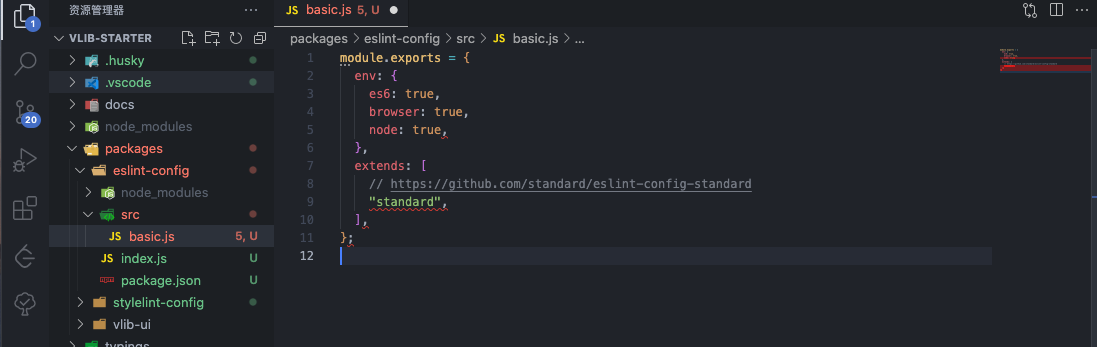 资源管理器
basic.js 5, U
1
VLIB-STARTER
packages > eslint-config > src > JS basic.js > ...
.husky
.vscode
docs
node_modules
packages
eslint-config
node_modules
src
JS basic.js 5, U
JS index.js U
package.json U
stylelint-config
vlib-ui
typings
20
1 module.exports = {
2 env: {
3 es6: true,
4 browser: true,
5 node: true,
6 },
7 extends: [
8 // https://github.com/standard/eslint-config-standard
9 "standard",
10 ],
11 };
12